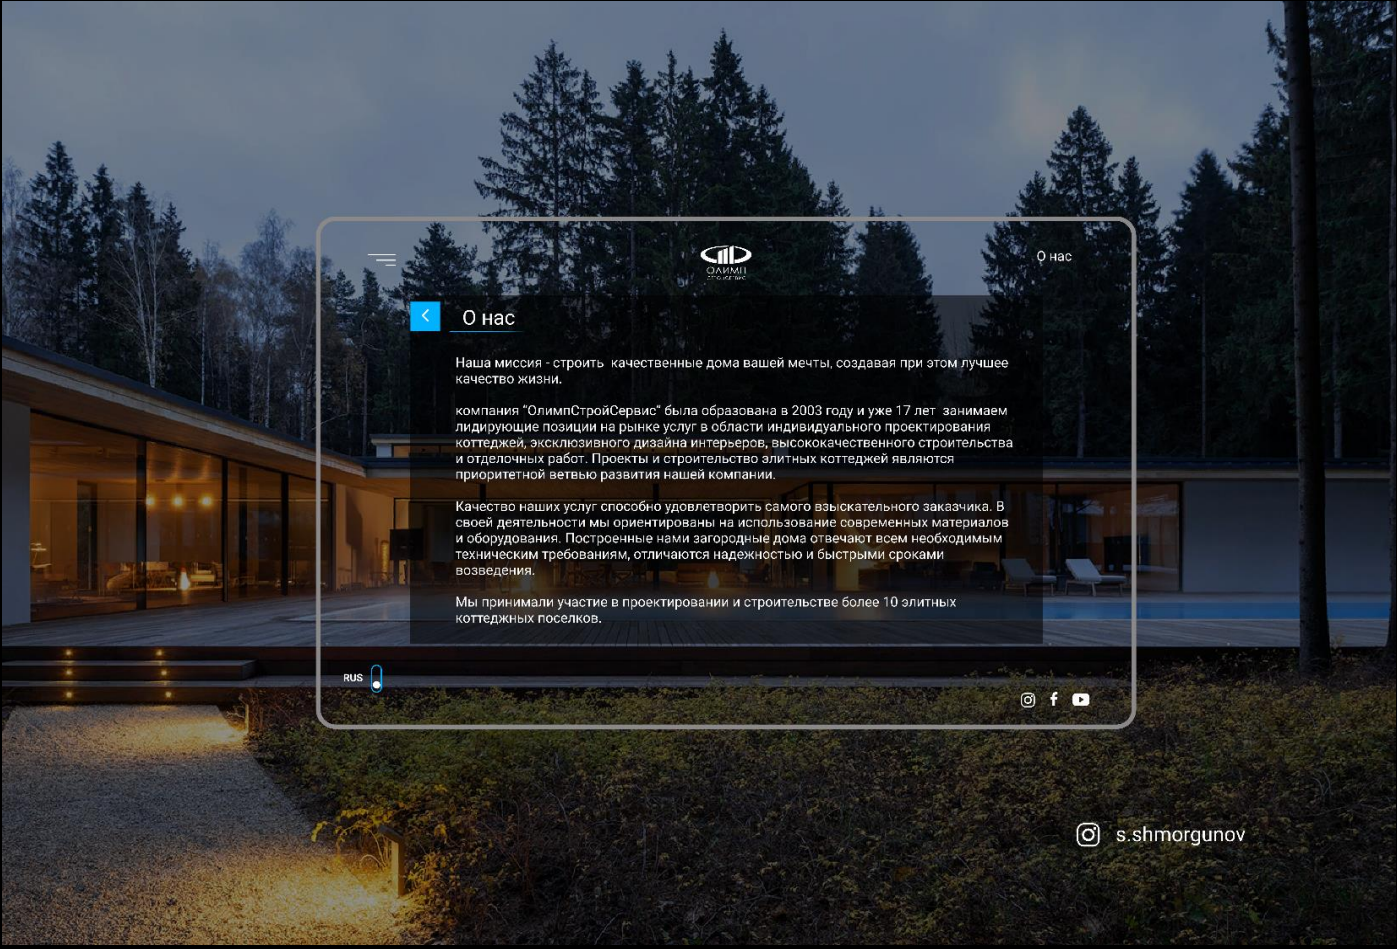 ОЛИМП
О нас
О нас
Наша миссия - строить  качественные дома вашей мечты, создавая при этом лучшее
качество жизни.
компания “ОлимпСтройСервис” была образована в 2003 году и уже 17 лет  занимаем
лидирующие позиции на рынке услуг в области индивидуального проектирования
коттеджей, эксклюзивного дизайна интерьеров, высококачественного строительства
и отделочных работ. Проекты и строительство элитных коттеджей являются
приоритетной ветвью развития нашей компании.
Качество наших услуг способно удовлетворить самого взыскательного заказчика. В
своей деятельности мы ориентированы на использование современных материалов
и оборудования. Построенные нами загородные дома отвечают всем необходимым
техническим требованиям, отличаются надежностью и быстрыми сроками
возведения.
Мы принимали участие в проектировании и строительстве более 10 элитных
коттеджных поселков.
RUS
s.shmorgunov